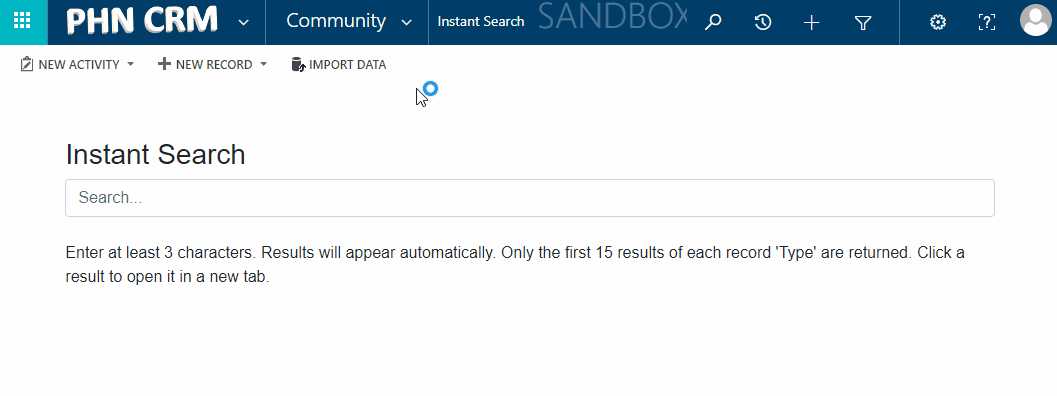 PHN CRM Community Instant Search SANDBOX
NEW ACTIVITY NEW RECORD IMPORT DATA
Instant Search
Search...
Enter at least 3 characters. Results will appear automatically. Only the first 15 results of each record 'Type' are returned. Click a
result to open it in a new tab.